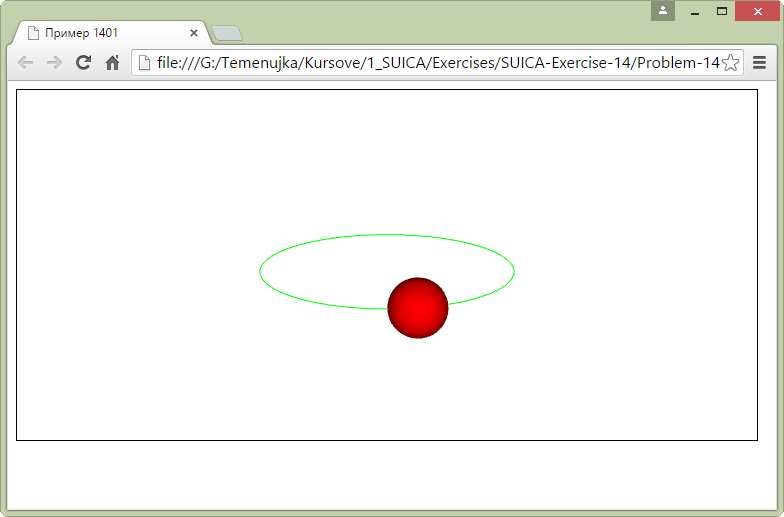 Пример 1401
file:///G:/Temenujka/Kursove/1_SUICA/Exercises/SUICA-Exercise-14/Problem-14